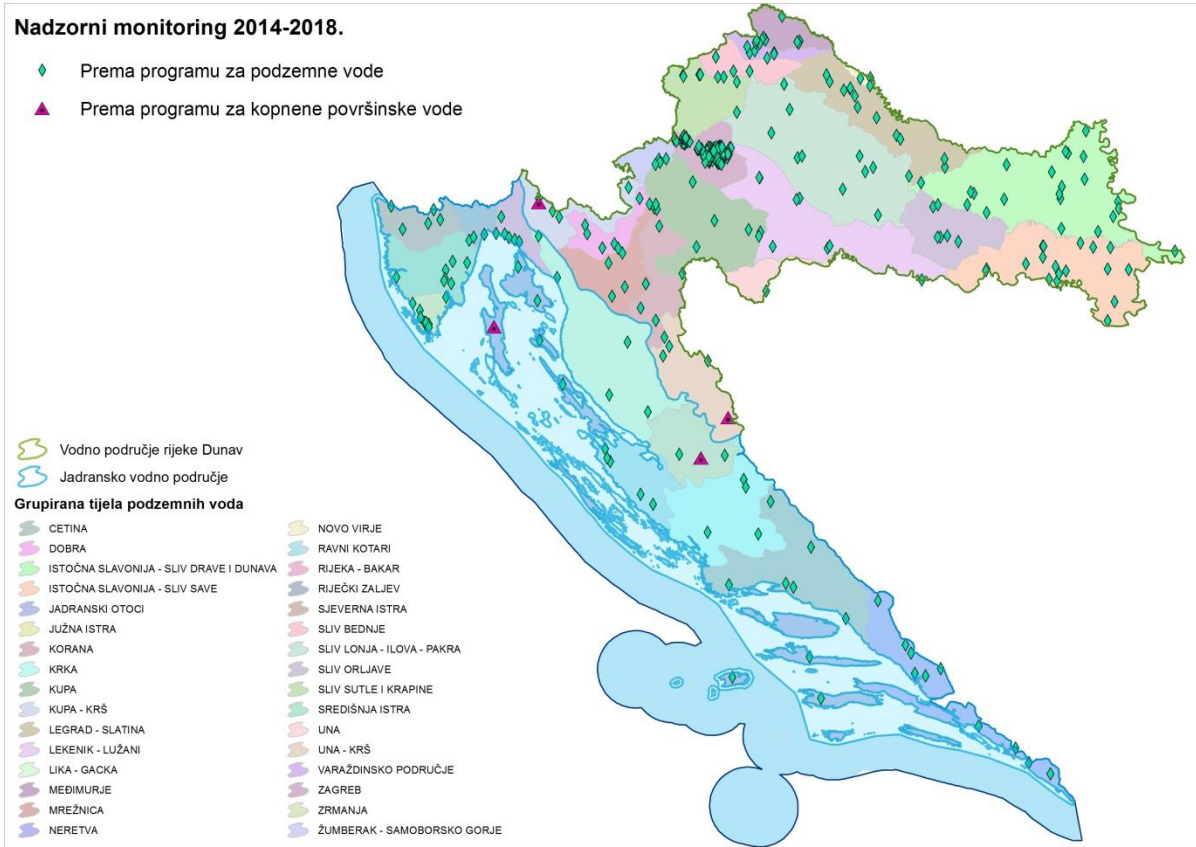 Nadzorni monitoring 2014-2018.
Prema programu za podzemne vode
Prema programu za kopnene površinske vode
Vodno područje rijeke Dunav
Jadransko vodno područje
Grupirana tijela podzemnih voda
CETINA
DOBRA
ISTOČNA SLAVONIJA - SLIV DRAVE I DUNAVA
ISTOČNA SLAVONIJA - SLIV SAVE
JADRANSKI OTOCI
JUŽNA ISTRA
KORANA
KRKA
KUPA
KUPA - KRŠ
LEGRAD - SLATINA
LEKENIK - LUŽANI
LIKA - GACKA
MEĐIMURJE
MREŽNICA
NERETVA
NOVO VIRJE
RAVNI KOTARI
RIJEKA - BAKAR
RIJEČKI ZALJEV
SJEVERNA ISTRA
SLIV BEDNJE
SLIV LONJA - ILOVA - PAKRA
SLIV ORLJAVE
SLIV SUTLE I KRAPINE
SREDIŠNJA ISTRA
UNA
UNA - KRŠ
VARAŽDINSKO PODRUČJE
ZAGREB
ZRMANJA
ŽUMBERAK - SAMOBORSKO GORJE